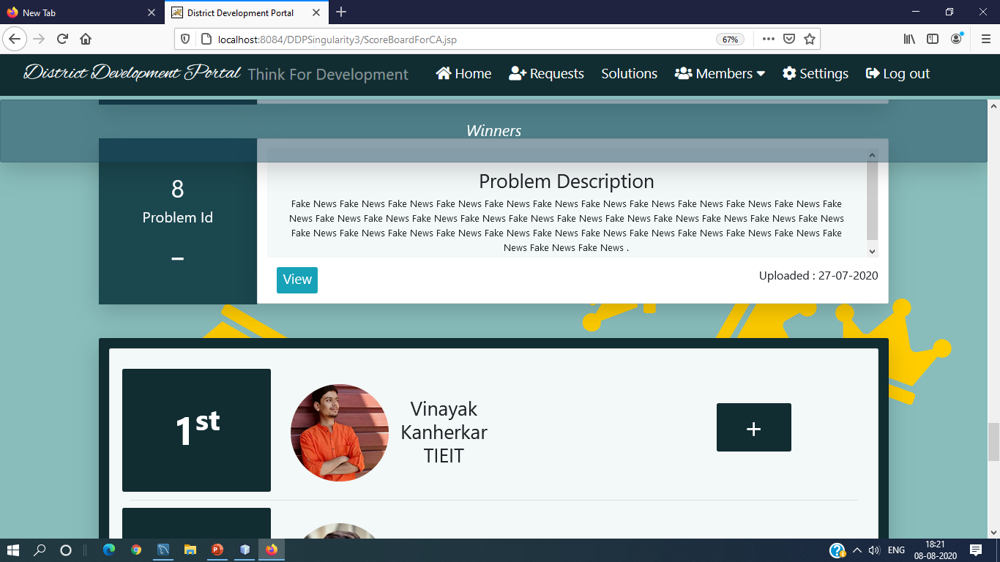 New Tab
District Development Portal
localhost:8084/DDPSingularity3/ScoreBoardForCA.jsp
67%
District Development Portal Think For Development Home Requests Solutions Members Settings Log out
Winners
8
Problem Id
–
Problem Description
Fake News Fake News Fake News Fake News Fake News Fake News Fake News Fake News Fake News Fake News Fake News Fake
News Fake News Fake News Fake News Fake News Fake News Fake News Fake News Fake News Fake News Fake News Fake News
Fake News Fake News Fake News Fake News Fake News Fake News Fake News Fake News Fake News Fake News Fake News Fake
News Fake News Fake News .
View
Uploaded : 27-07-2020
1st
Vinayak
Kanherkar
TIEIT
+
ENG
18:21
08-08-2020